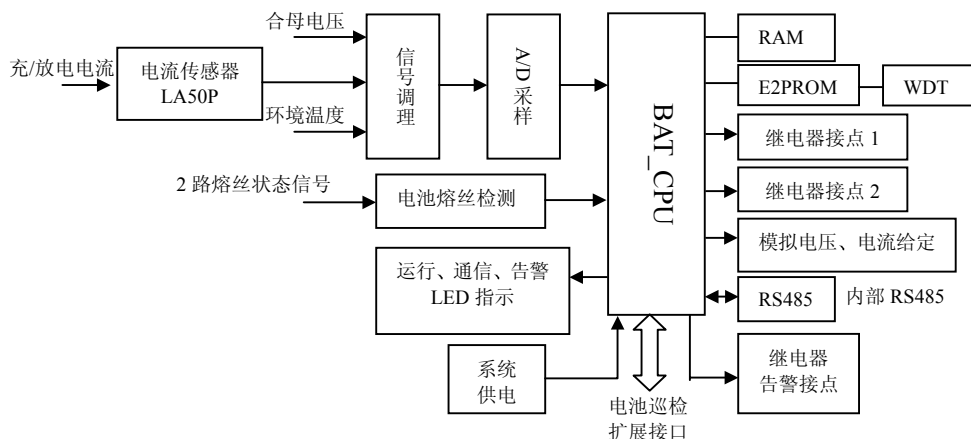 合母电压
充/放电电流
电流传感器
LA50P
环境温度
信号调理
A/D 采样
BAT_CPU
RAM
E2PROM
WDT
继电器接点 1
继电器接点 2
2 路熔丝状态信号
电池熔丝检测
模拟电压、电流给定
运行、通信、告警
LED 指示
RS485
内部 RS485
系统
供电
电池巡检
扩展接口
继电器
告警接点